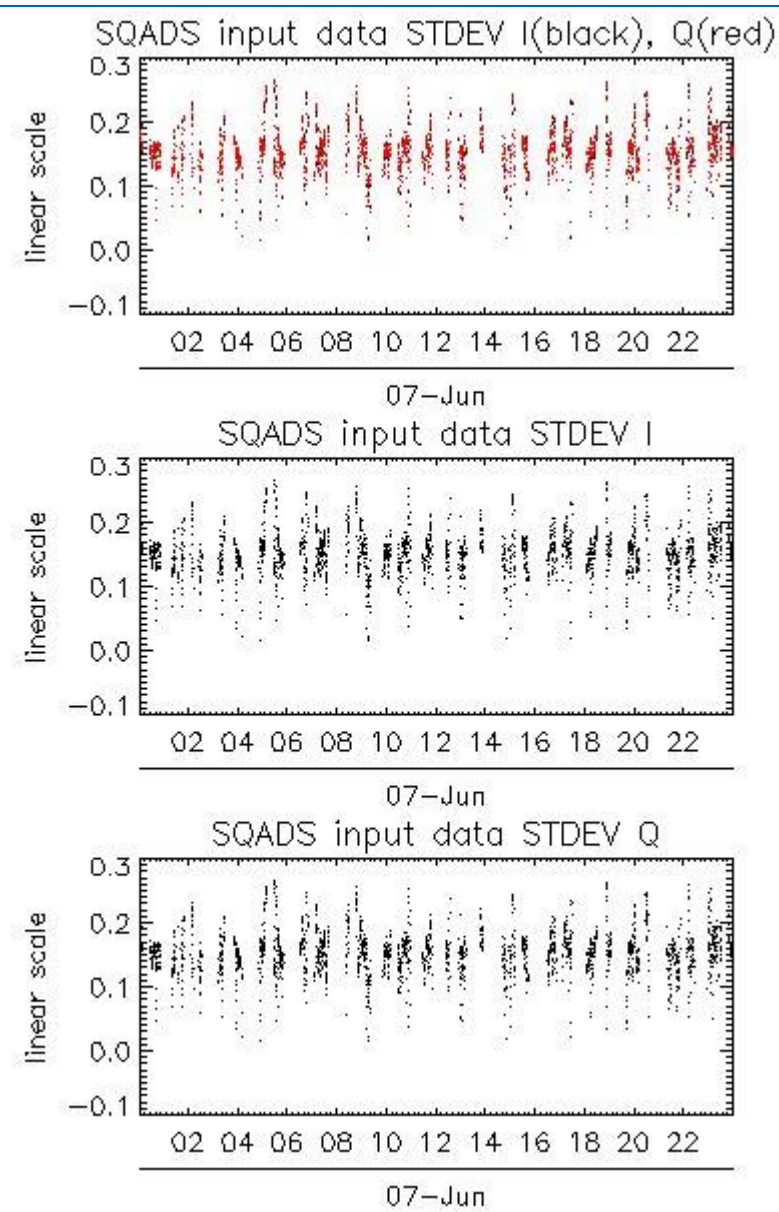 SQADS input data STDEV I(black), Q(red)
0.3
0.2
0.1
0.0
-0.1
linear scale
02 04 06 08 10 12 14 16 18 20 22
07-Jun
SQADS input data STDEV I
0.3
0.2
0.1
0.0
-0.1
linear scale
02 04 06 08 10 12 14 16 18 20 22
07-Jun
SQADS input data STDEV Q
0.3
0.2
0.1
0.0
-0.1
linear scale
02 04 06 08 10 12 14 16 18 20 22
07-Jun